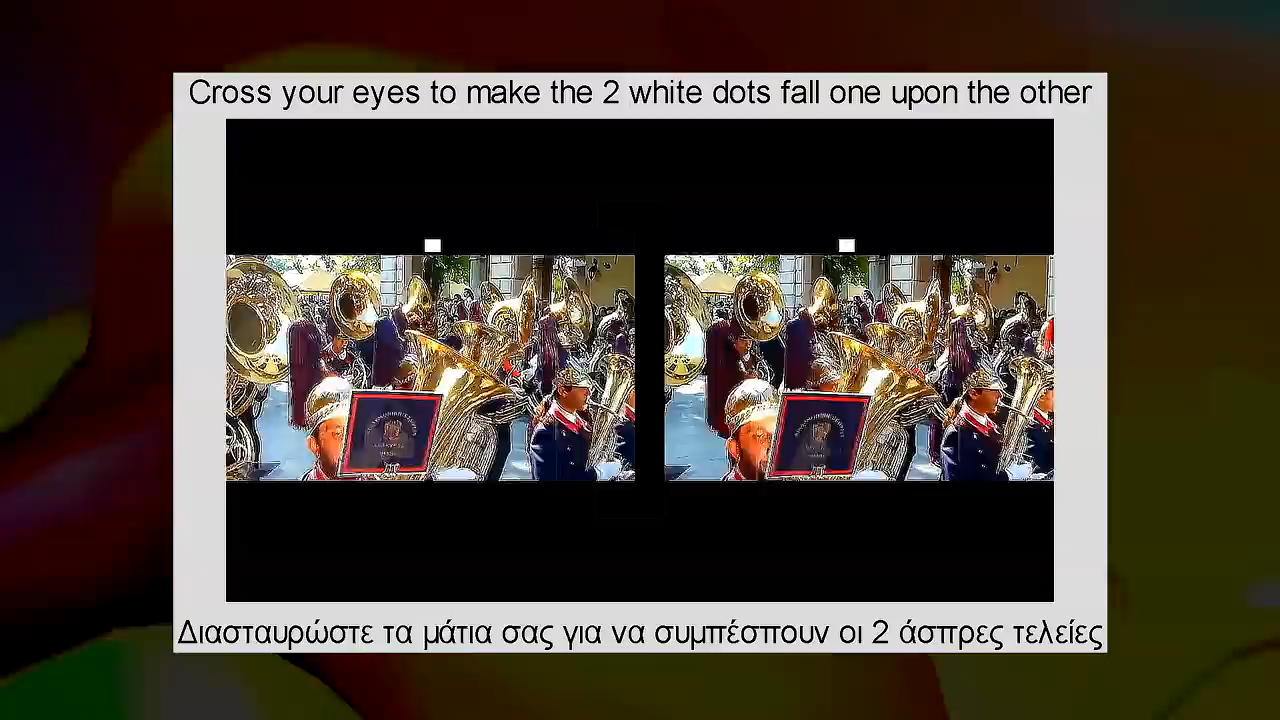 Cross your eyes to make the 2 white dots fall one upon the other
Διασταυρώστε τα μάτια σας για να συμπέσπουν οι 2 άσπρες τελείες